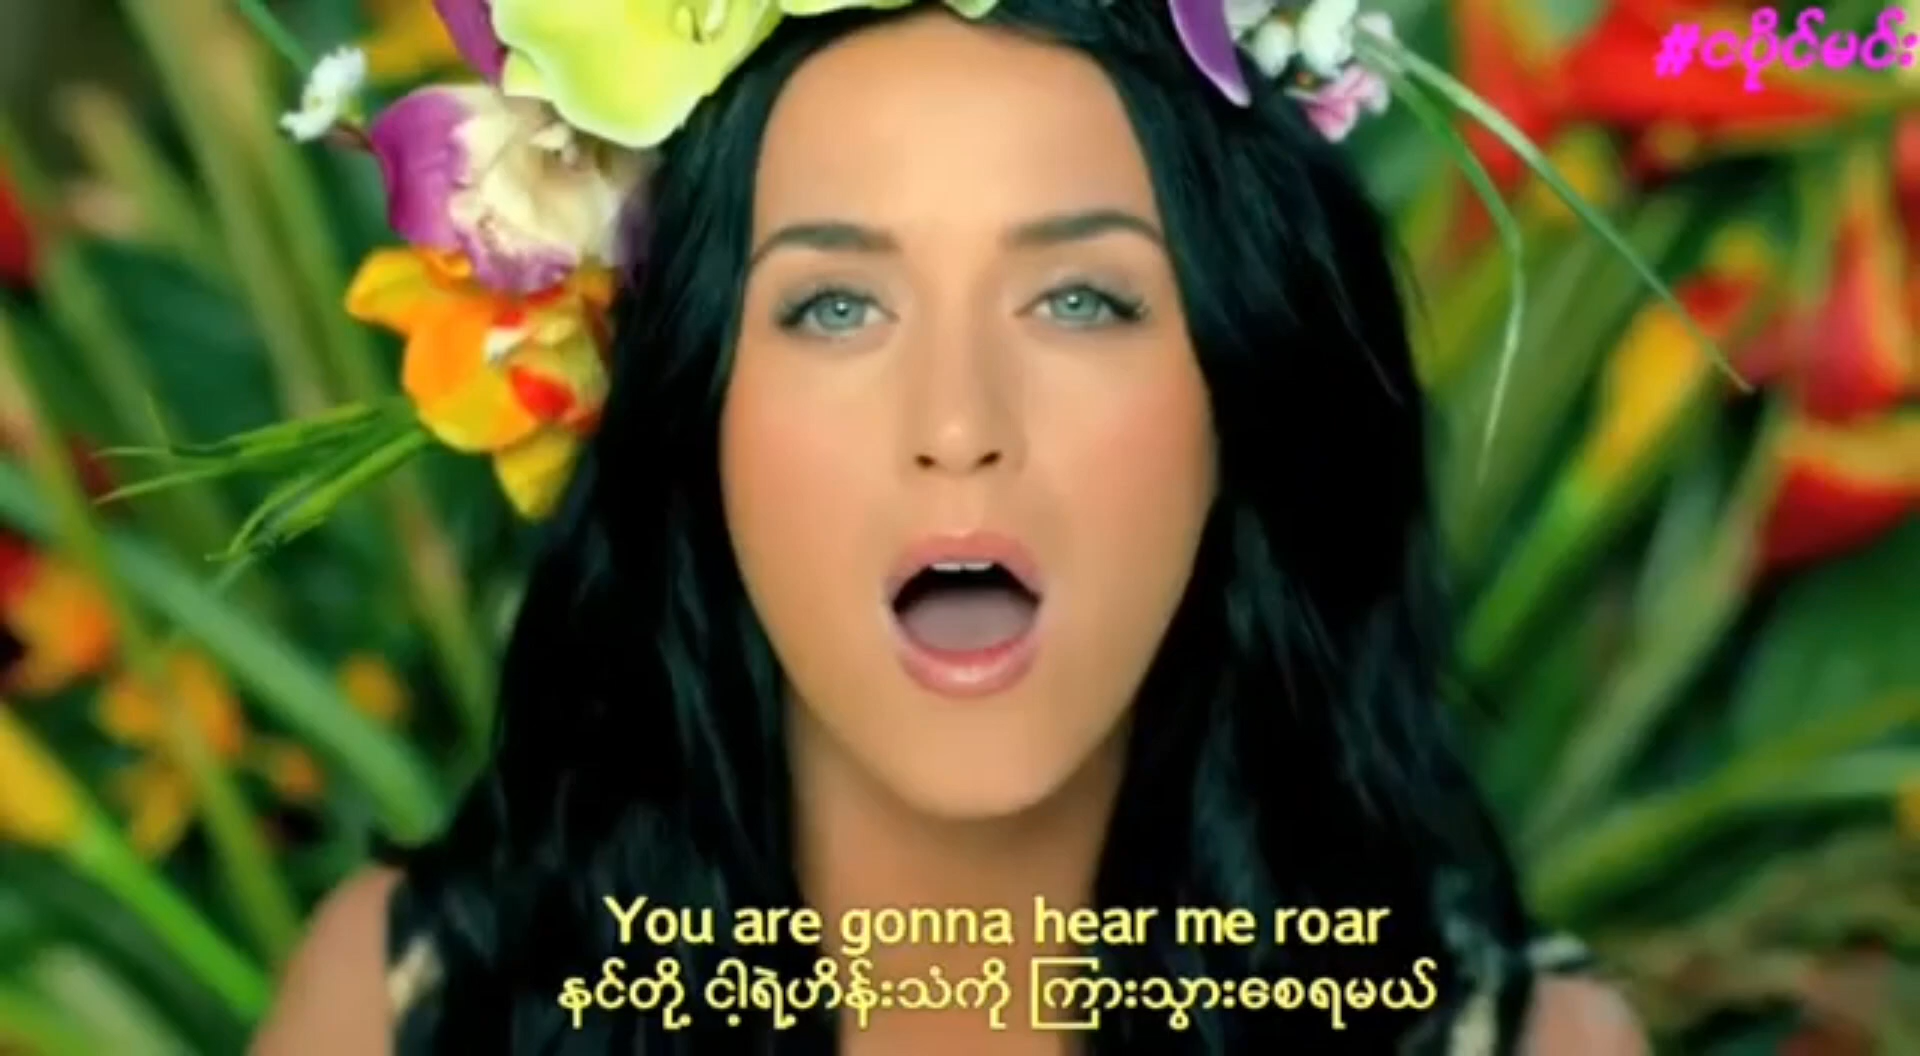 #ငပိုင်မင်း
You are gonna hear me roar
နင်တို့ ငါ့ရဲ့ဟိန်းသံကို ကြားသွားစေရမယ်